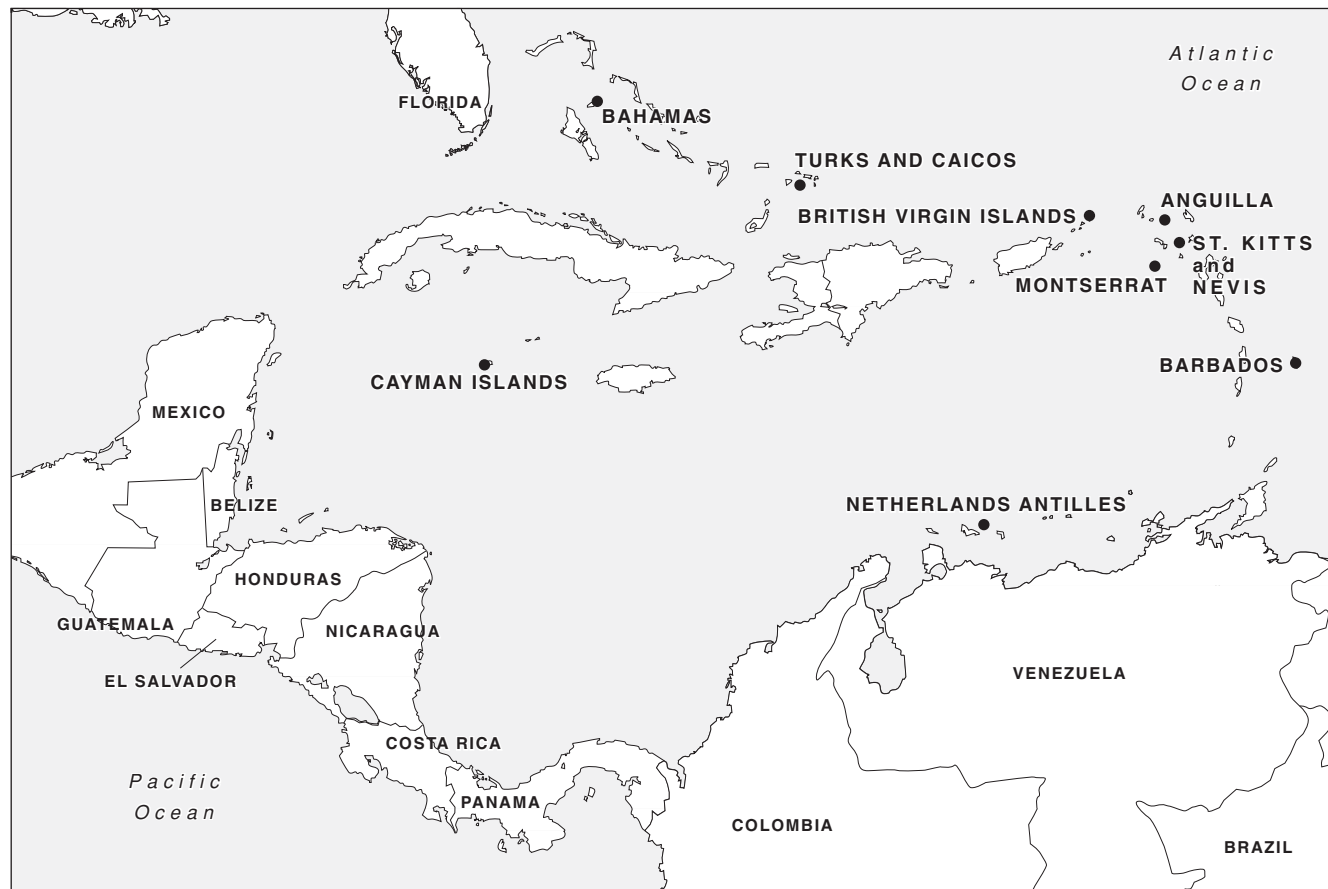 Atlantic
Ocean
FLORIDA
BAHAMAS
TURKS AND CAICOS
BRITISH VIRGIN ISLANDS
ANGUILLA
ST. KITTS
and
NEVIS
MONTSERRAT
BARBADOS
CAYMAN ISLANDS
MEXICO
BELIZE
NETHERLANDS ANTILLES
HONDURAS
GUATEMALA
NICARAGUA
EL SALVADOR
VENEZUELA
COSTA RICA
Pacific
Ocean
PANAMA
COLOMBIA
BRAZIL